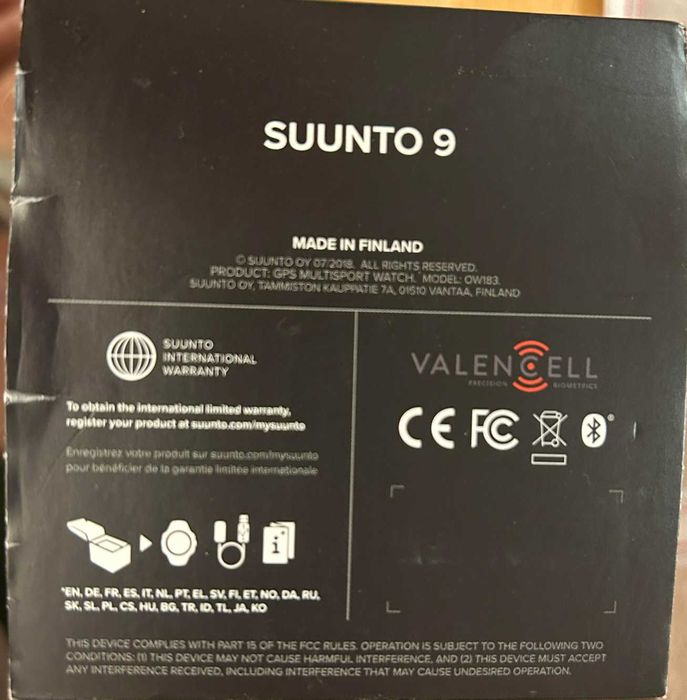 SUUNTO 9
MADE IN FINLAND
© SUUNTO OY 07/2018. ALL RIGHTS RESERVED.
PRODUCT: GPS MULTISPORT WATCH. MODEL: OW183.
SUUNTO OY, TAMMISTON KAUPPATIE 7A, 01510 VANTAA, FINLAND
SUUNTO
INTERNATIONAL
WARRANTY
To obtain the international limited warranty,
register your product at suunto.com/mysuunto
Enregistrez votre produit sur suunto.com/mysuunto
pour bénéficier de la garantie limitée internationale
i
*EN, DE, FR, ES, IT, NL, PT, EL, SV, FI, ET, NO, DA, RU,
SK, SL, PL, CS, HU, BG, TR, ID, TL, JA, KO
VALENCELL
PRECISION BIOMETRICS
CE FC ®
THIS DEVICE COMPLIES WITH PART 15 OF THE FCC RULES. OPERATION IS SUBJECT TO THE FOLLOWING TWO
CONDITIONS: (1) THIS DEVICE MAY NOT CAUSE HARMFUL INTERFERENCE, AND (2) THIS DEVICE MUST ACCEPT
ANY INTERFERENCE RECEIVED, INCLUDING INTERFERENCE THAT MAY CAUSE UNDESIRED OPERATION.